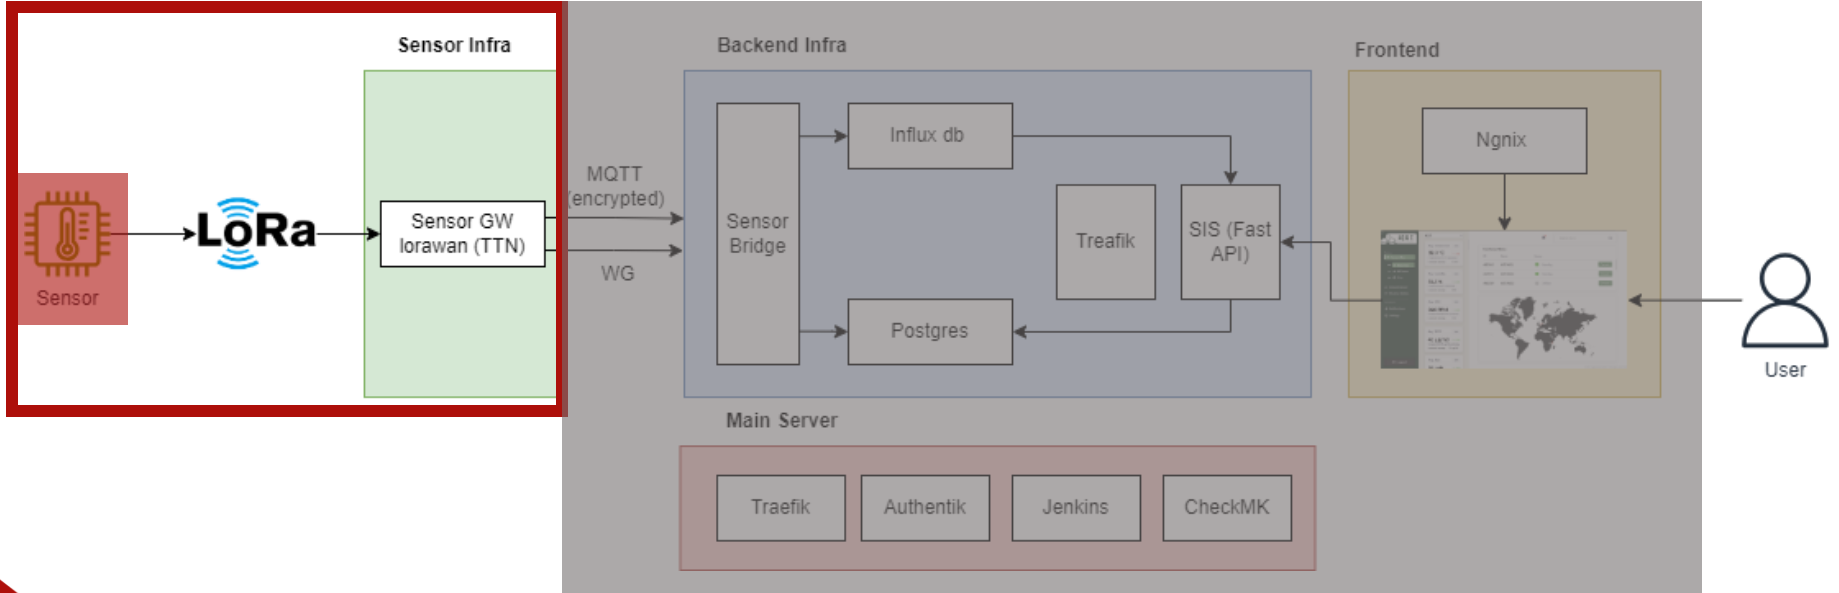 Sensor Infra
Backend Infra
Frontend
Sensor
LoRa
Sensor GW
lorawan (TTN)
MQTT
(encrypted)
WG
Sensor
Bridge
Influx db
Postgres
Treafik
SIS (Fast
API)
Ngnix
User
Main Server
Traefik
Authentik
Jenkins
CheckMK